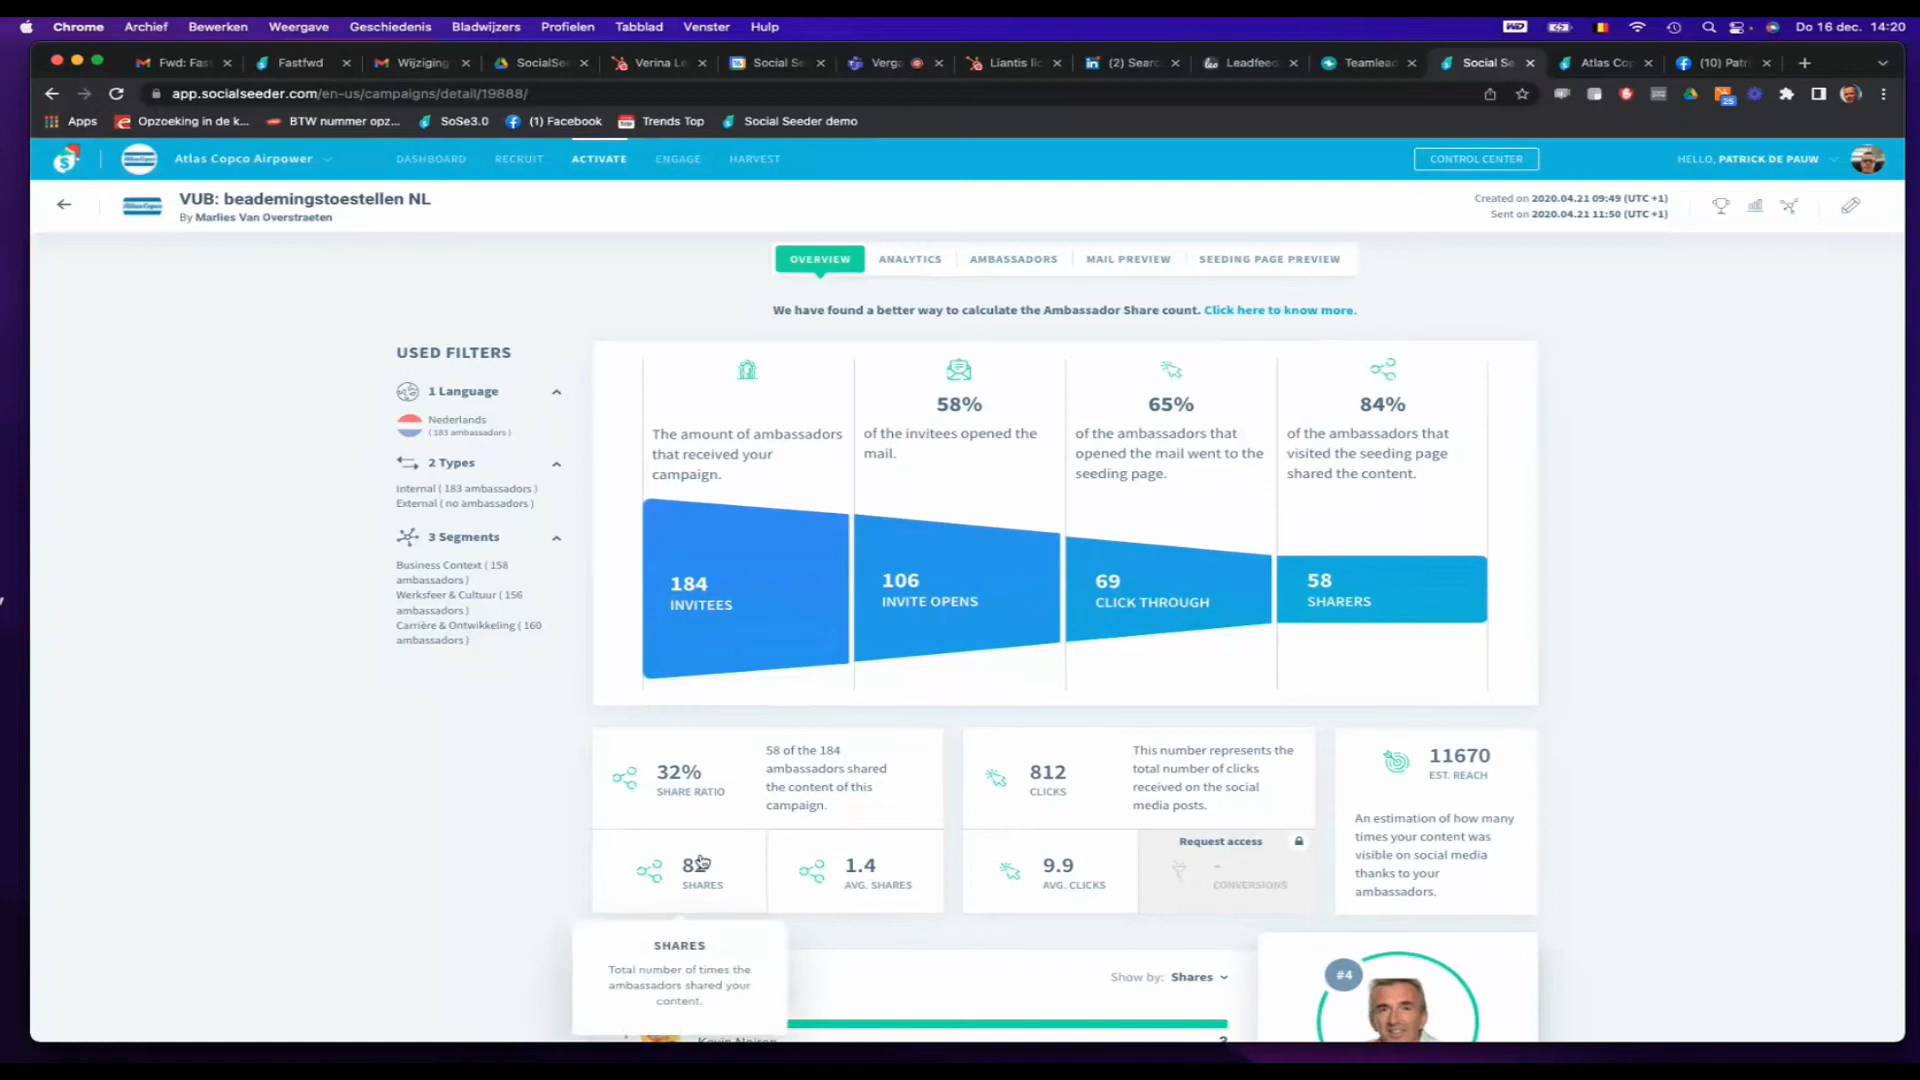 Chrome Archief Bewerken Weergave Geschiedenis Bladwijzers Profielen Tabblad Venster Hulp Do 16 dec. 14:20
Fwd: Fas Fastfwd Wijziging SocialSee Verina Le Social Se Verga Liantis lic (2) Searc Leadfeed Teamlead Social Se Atlas Cop (10) Patri
app.socialseeder.com/en-us/campaigns/detail/19888/
25
Apps Opzoeking in de k... BTW nummer opz... SoSe3.0 (1) Facebook Trends Top Social Seeder demo
Atlas Copco Airpower DASHBOARD RECRUIT ACTIVATE ENGAGE HARVEST CONTROL CENTER HELLO, PATRICK DE PAUW
VUB: beademingstoestellen NL
By Marlies Van Overstraeten
Created on 2020.04.21 09:49 (UTC +1)
Sent on 2020.04.21 11:50 (UTC +1)
OVERVIEW ANALYTICS AMBASSADORS MAIL PREVIEW SEEDING PAGE PREVIEW
We have found a better way to calculate the Ambassador Share count. Click here to know more.
USED FILTERS
1 Language
Nederlands
( 183 ambassadors )
2 Types
Internal ( 183 ambassadors )
External ( no ambassadors )
3 Segments
Business Context ( 158
ambassadors )
Werksfeer & Cultuur ( 156
ambassadors )
Carrière & Ontwikkeling ( 160
ambassadors )
The amount of ambassadors
that received your
campaign.
58%
of the invitees opened the
mail.
65%
of the ambassadors that
opened the mail went to the
seeding page.
84%
of the ambassadors that
visited the seeding page
shared the content.
184
INVITEES
106
INVITE OPENS
69
CLICK THROUGH
58
SHARERS
32%
SHARE RATIO
58 of the 184
ambassadors shared
the content of this
campaign.
812
CLICKS
This number represents the
total number of clicks
received on the social
media posts.
11670
EST. REACH
An estimation of how many
times your content was
visible on social media
thanks to your
ambassadors.
SHARES
1.4
AVG. SHARES
9.9
AVG. CLICKS
Request access
-
CONVERSIONS
SHARES
Total number of times the
ambassadors shared your
content.
Show by: Shares
#4